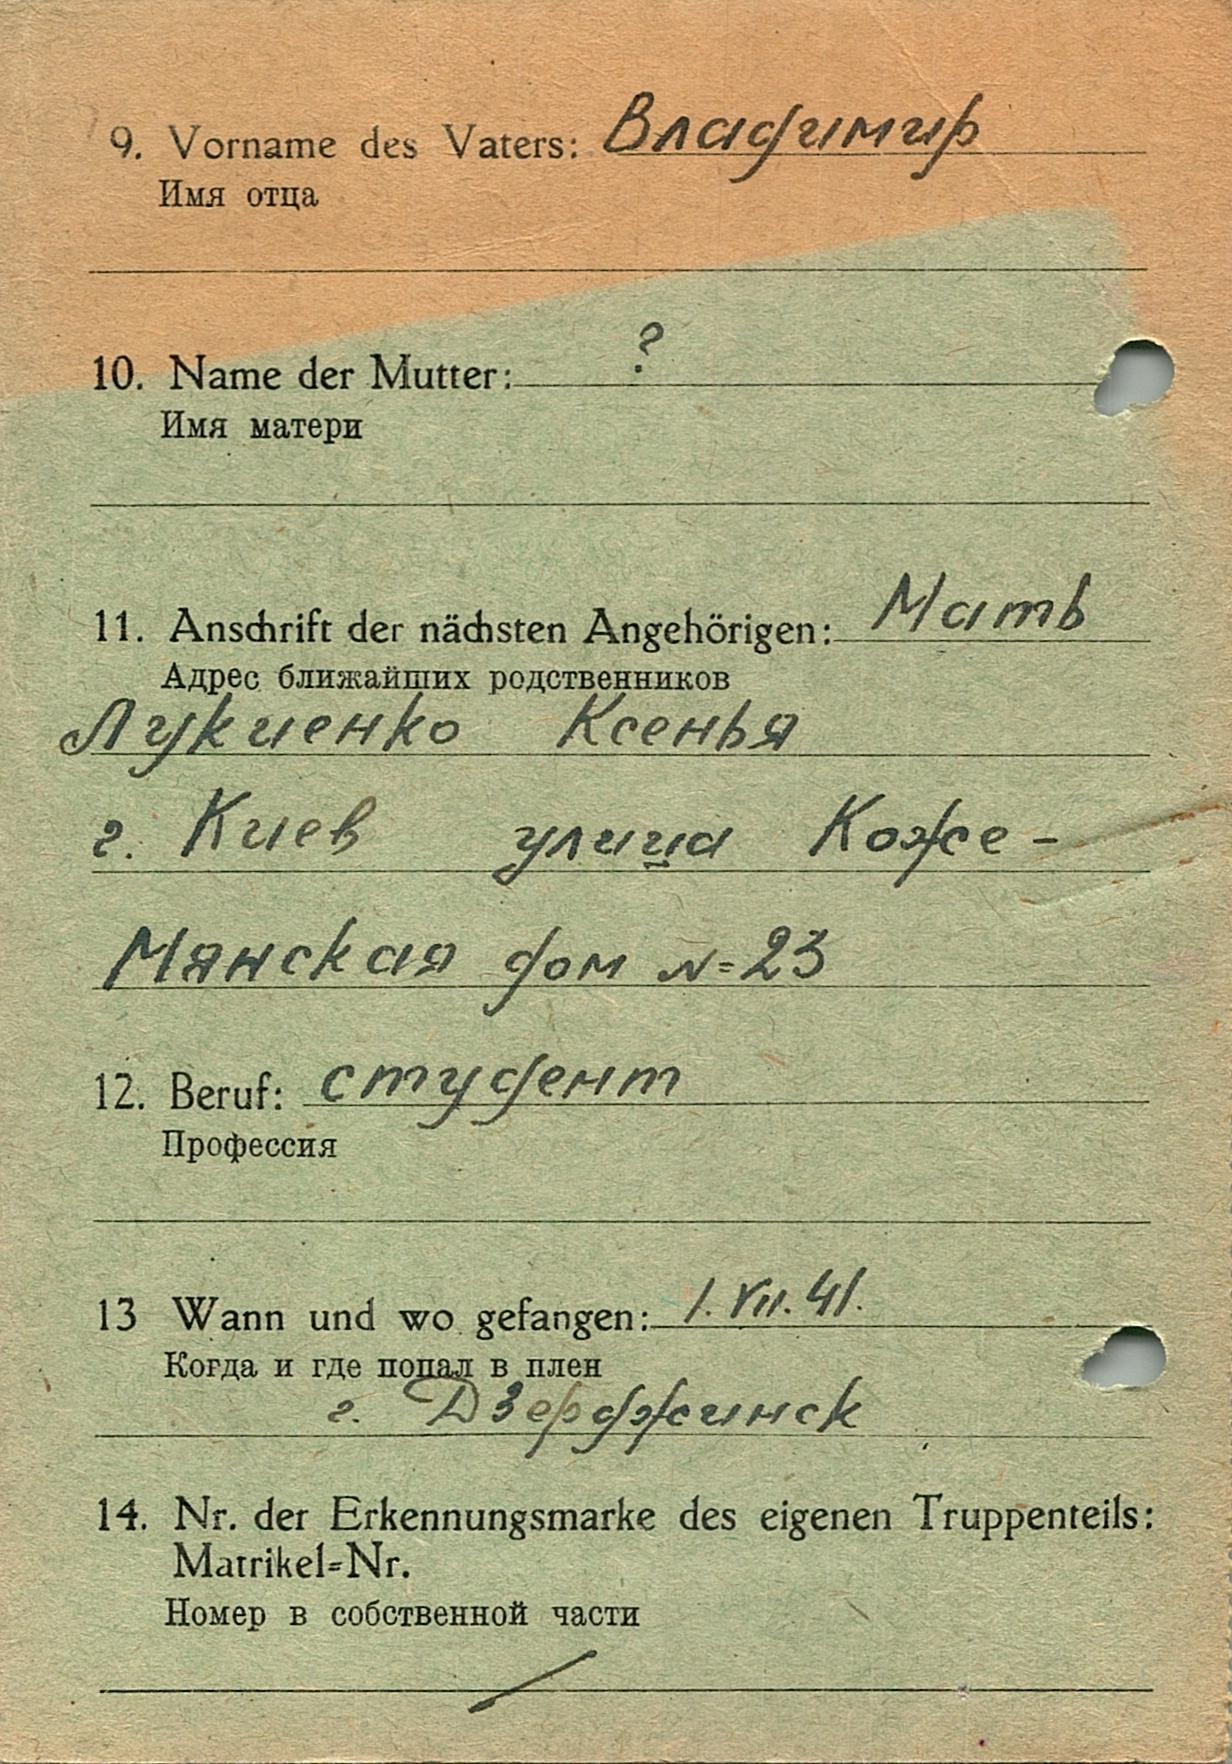 9. Vorname des Vaters: Владимир
Имя отца
10. Name der Mutter: ?
Имя матери
11. Anschrift der nächsten Angehörigen: Мать
Адрес ближайших родственников
Лукиенко Ксенья
г. Киев улица Коже-
Мянская дом N=23
12. Beruf: студент
Профессия
13 Wann und wo gefangen: 1.VII.41.
Когда и где попал в плен
г. Дзерджинск
14. Nr. der Erkennungsmarke des eigenen Truppenteils:
Matrikel=Nr.
Номер в собственной части